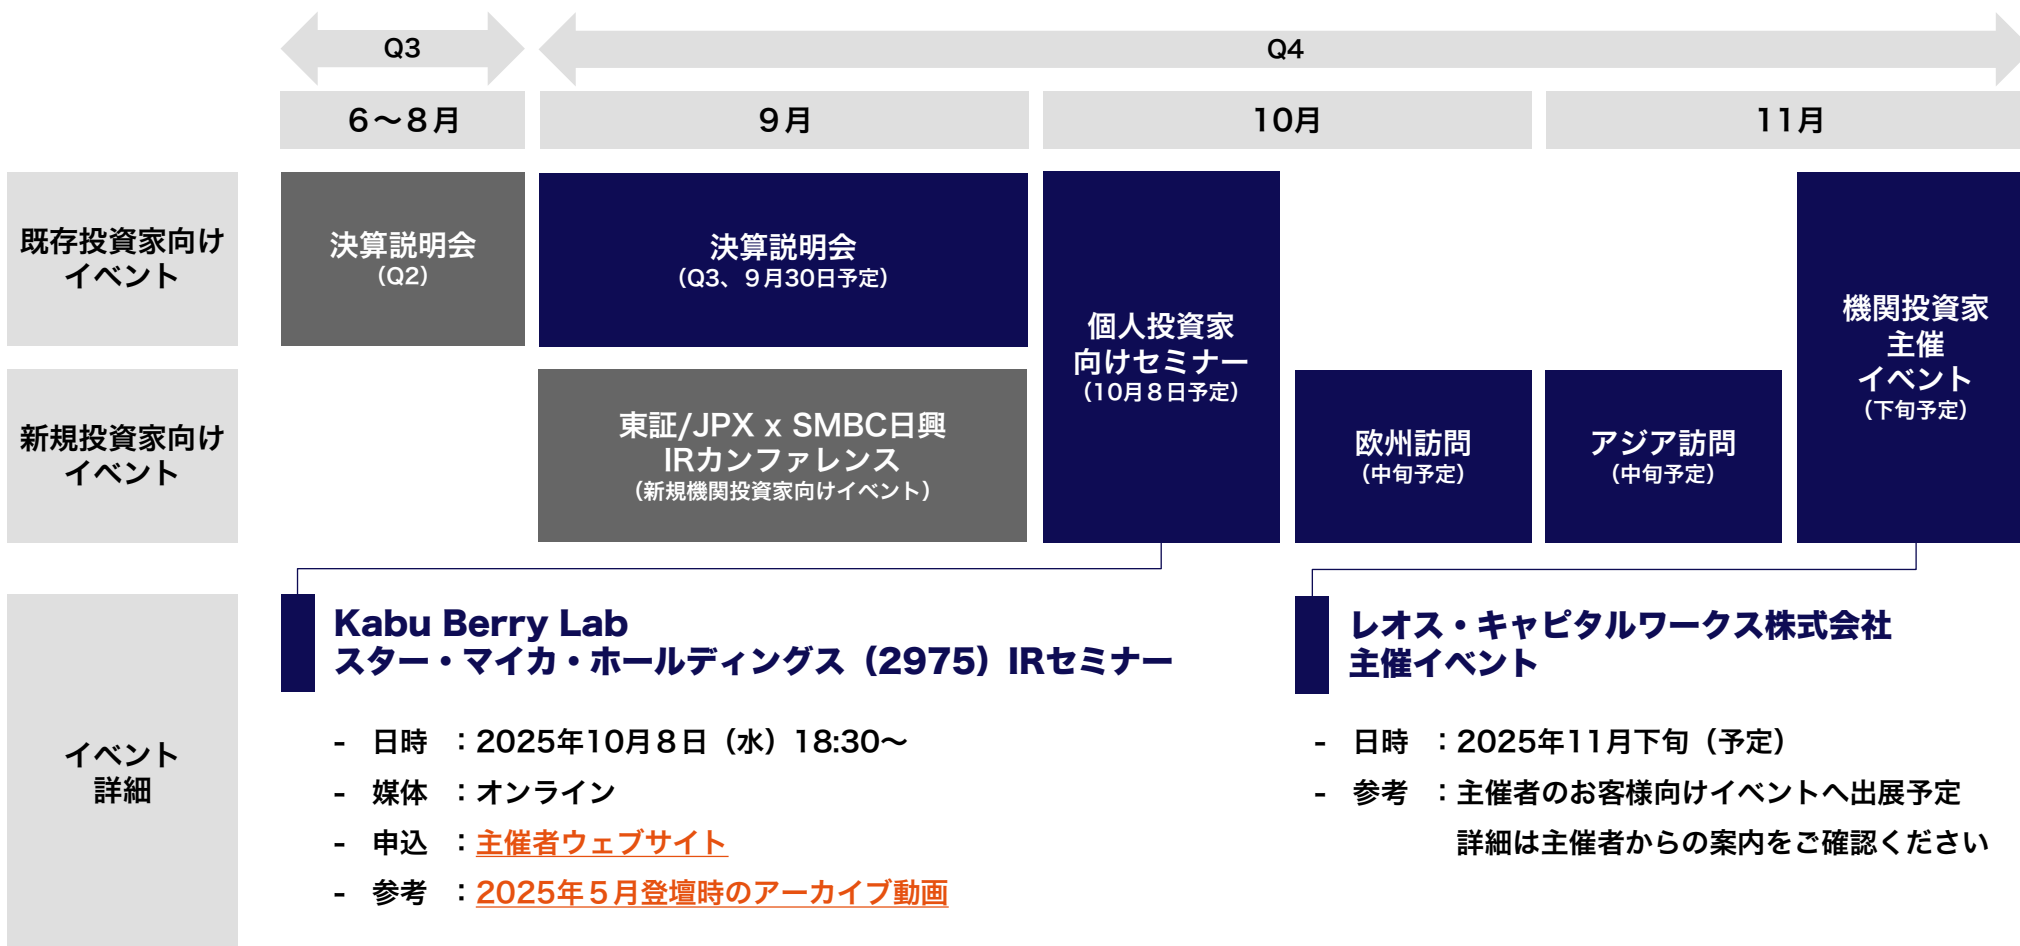 Q3
Q4
6～8月
9月
10月
11月
既存投資家向け
イベント
決算説明会
（Q2）
決算説明会
（Q3、9月30日予定）
個人投資家
向けセミナー
（10月8日予定）
機関投資家
主催
イベント
（下旬予定）
新規投資家向け
イベント
東証/JPX x SMBC日興
IRカンファレンス
（新規機関投資家向けイベント）
欧州訪問
（中旬予定）
アジア訪問
（中旬予定）
イベント
詳細
Kabu Berry Lab
スター・マイカ・ホールディングス（2975）IRセミナー
- 日時 ：2025年10月8日（水）18:30～
- 媒体 ：オンライン
- 申込 ：主催者ウェブサイト
- 参考 ：2025年5月登壇時のアーカイブ動画
レオス・キャピタルワークス株式会社
主催イベント
- 日時 ：2025年11月下旬（予定）
- 参考 ：主催者のお客様向けイベントへ出展予定
詳細は主催者からの案内をご確認ください